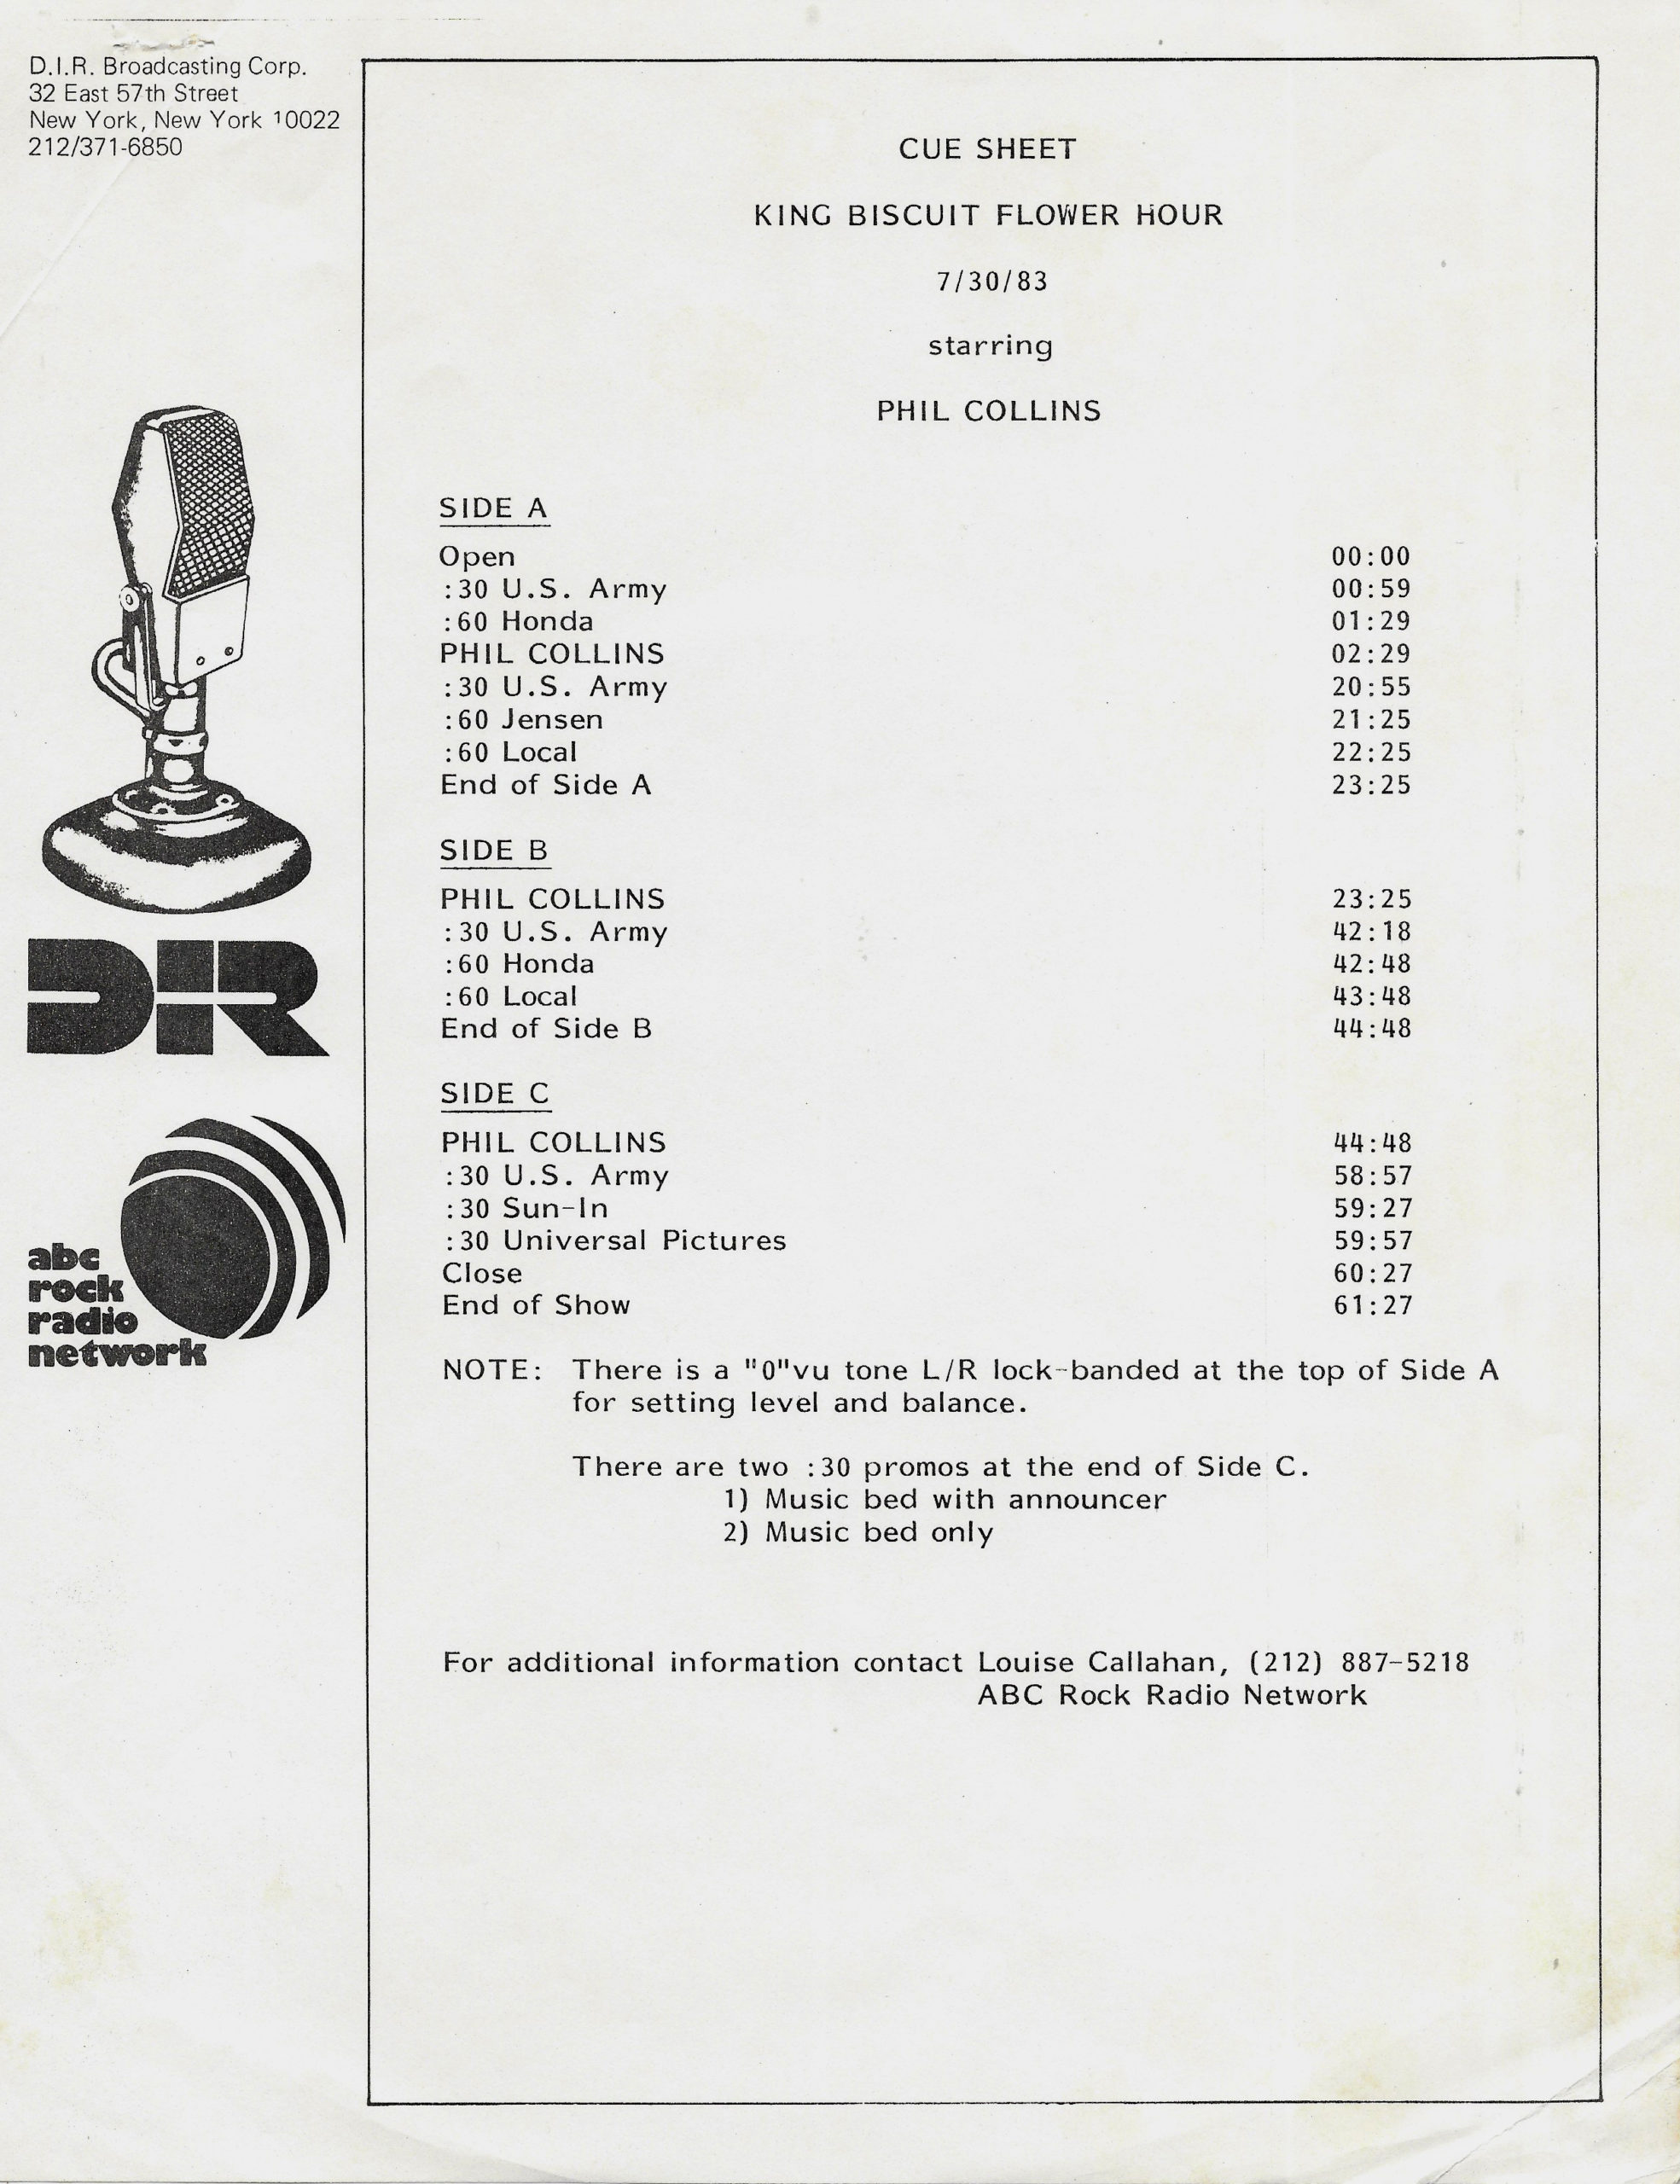 D.I.R. Broadcasting Corp.
32 East 57th Street
New York, New York 10022
212/371-6850
CUE SHEET
KING BISCUIT FLOWER HOUR
7/30/83
starring
PHIL COLLINS
SIDE A
Open 00:00
:30 U.S. Army 00:59
:60 Honda 01:29
PHIL COLLINS 02:29
:30 U.S. Army 20:55
:60 Jensen 21:25
:60 Local 22:25
End of Side A 23:25
SIDE B
PHIL COLLINS 23:25
:30 U.S. Army 42:18
:60 Honda 42:48
:60 Local 43:48
End of Side B 44:48
SIDE C
PHIL COLLINS 44:48
:30 U.S. Army 58:57
:30 Sun-In 59:27
:30 Universal Pictures 59:57
Close 60:27
End of Show 61:27
NOTE: There is a "0"vu tone L/R lock-banded at the top of Side A
for setting level and balance.
There are two :30 promos at the end of Side C.
1) Music bed with announcer
2) Music bed only
For additional information contact Louise Callahan, (212) 887-5218
ABC Rock Radio Network
DIR
abc
rock
radio
network